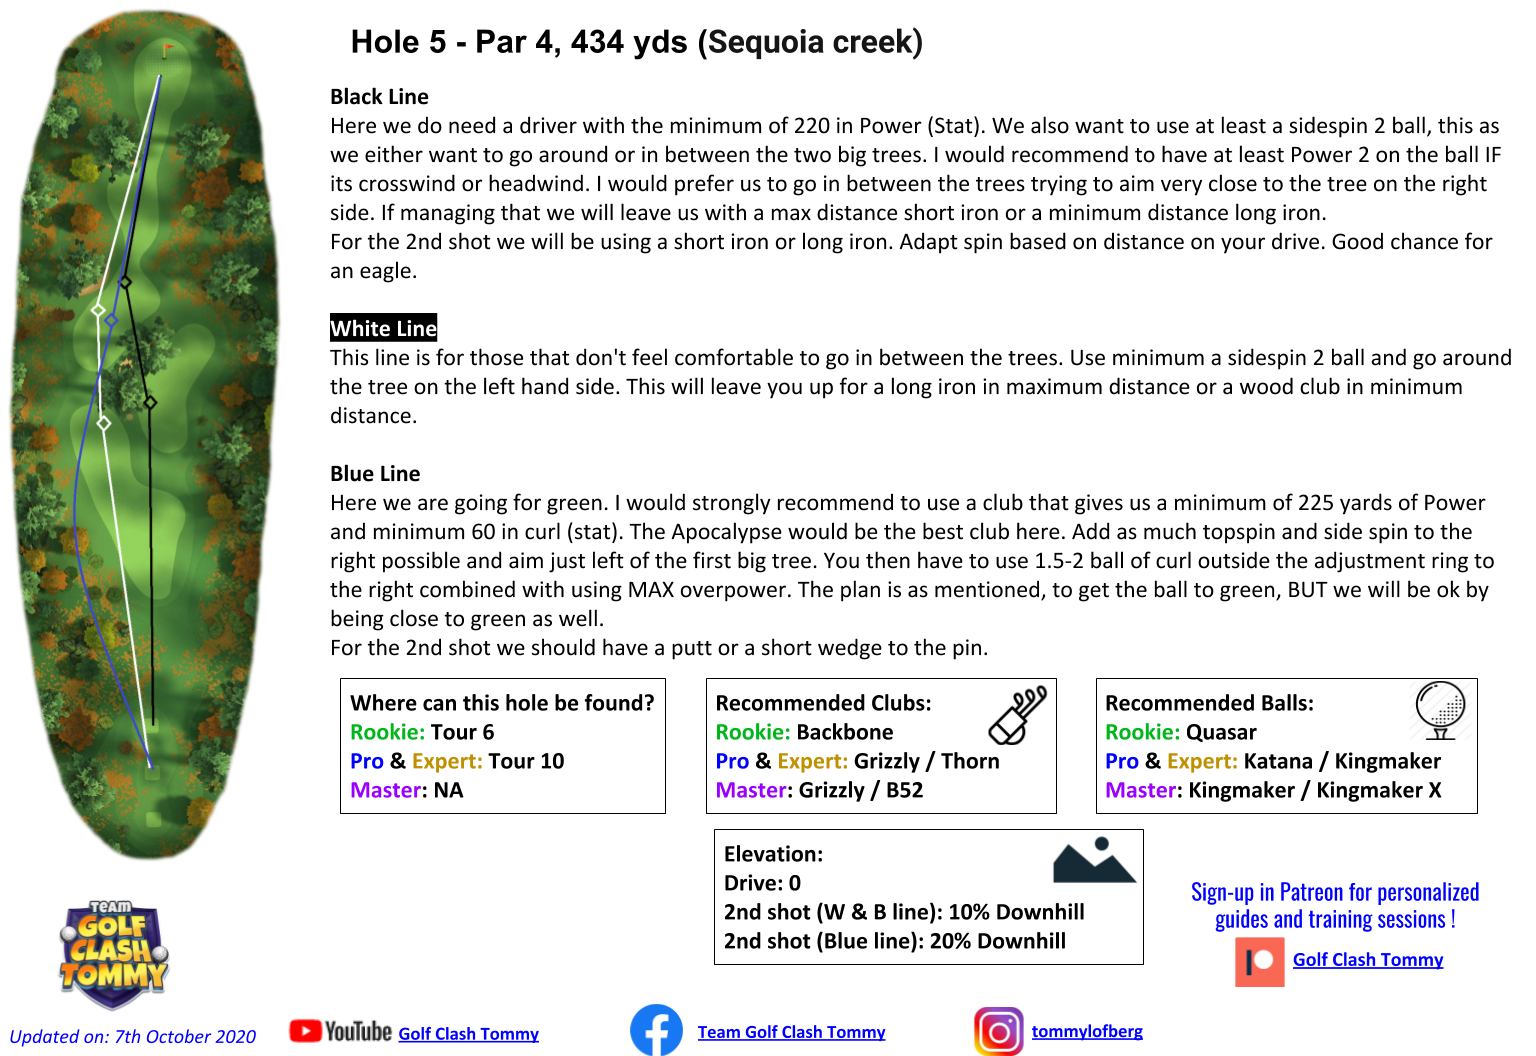 Hole 5 - Par 4, 434 yds (Sequoia creek)
Black Line
Here we do need a driver with the minimum of 220 in Power (Stat). We also want to use at least a sidespin 2 ball, this as
we either want to go around or in between the two big trees. I would recommend to have at least Power 2 on the ball IF
its crosswind or headwind. I would prefer us to go in between the trees trying to aim very close to the tree on the right
side. If managing that we will leave us with a max distance short iron or a minimum distance long iron.
For the 2nd shot we will be using a short iron or long iron. Adapt spin based on distance on your drive. Good chance for
an eagle.
White Line
This line is for those that don't feel comfortable to go in between the trees. Use minimum a sidespin 2 ball and go around
the tree on the left hand side. This will leave you up for a long iron in maximum distance or a wood club in minimum
distance.
Blue Line
Here we are going for green. I would strongly recommend to use a club that gives us a minimum of 225 yards of Power
and minimum 60 in curl (stat). The Apocalypse would be the best club here. Add as much topspin and side spin to the
right possible and aim just left of the first big tree. You then have to use 1.5-2 ball of curl outside the adjustment ring to
the right combined with using MAX overpower. The plan is as mentioned, to get the ball to green, BUT we will be ok by
being close to green as well.
For the 2nd shot we should have a putt or a short wedge to the pin.
Where can this hole be found?
Rookie: Tour 6
Pro & Expert: Tour 10
Master: NA
Recommended Clubs:
Rookie: Backbone
Pro & Expert: Grizzly / Thorn
Master: Grizzly / B52
Recommended Balls:
Rookie: Quasar
Pro & Expert: Katana / Kingmaker
Master: Kingmaker / Kingmaker X
Elevation:
Drive: 0
2nd shot (W & B line): 10% Downhill
2nd shot (Blue line): 20% Downhill
Sign-up in Patreon for personalized
guides and training sessions !
Golf Clash Tommy
TEAM
GOLF
CLASH
TOMMY
Updated on: 7th October 2020
YouTube Golf Clash Tommy
Team Golf Clash Tommy
tommylofberg